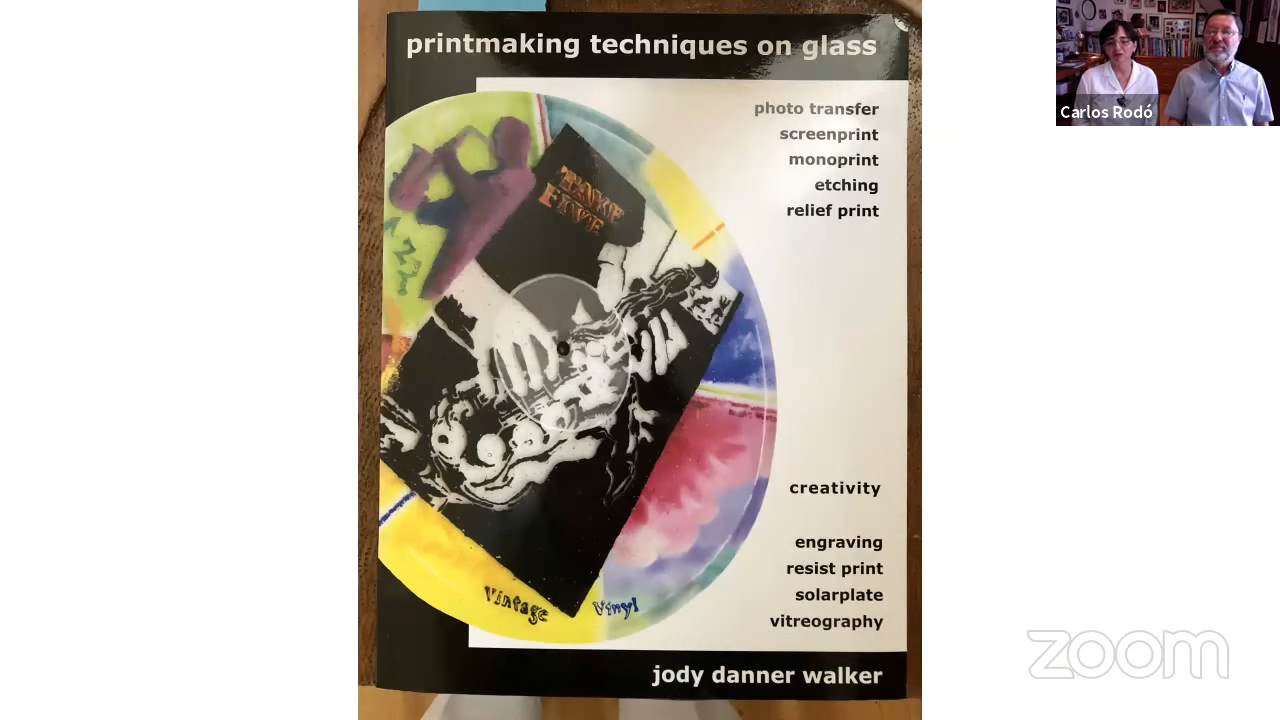 printmaking techniques on glass
photo transfer
screenprint
monoprint
etching
relief print
TAKE
FIVE
creativity
engraving
resist print
solarplate
vitreography
Vintage Vinyl
jody danner walker
Carlos Rodó
zoom